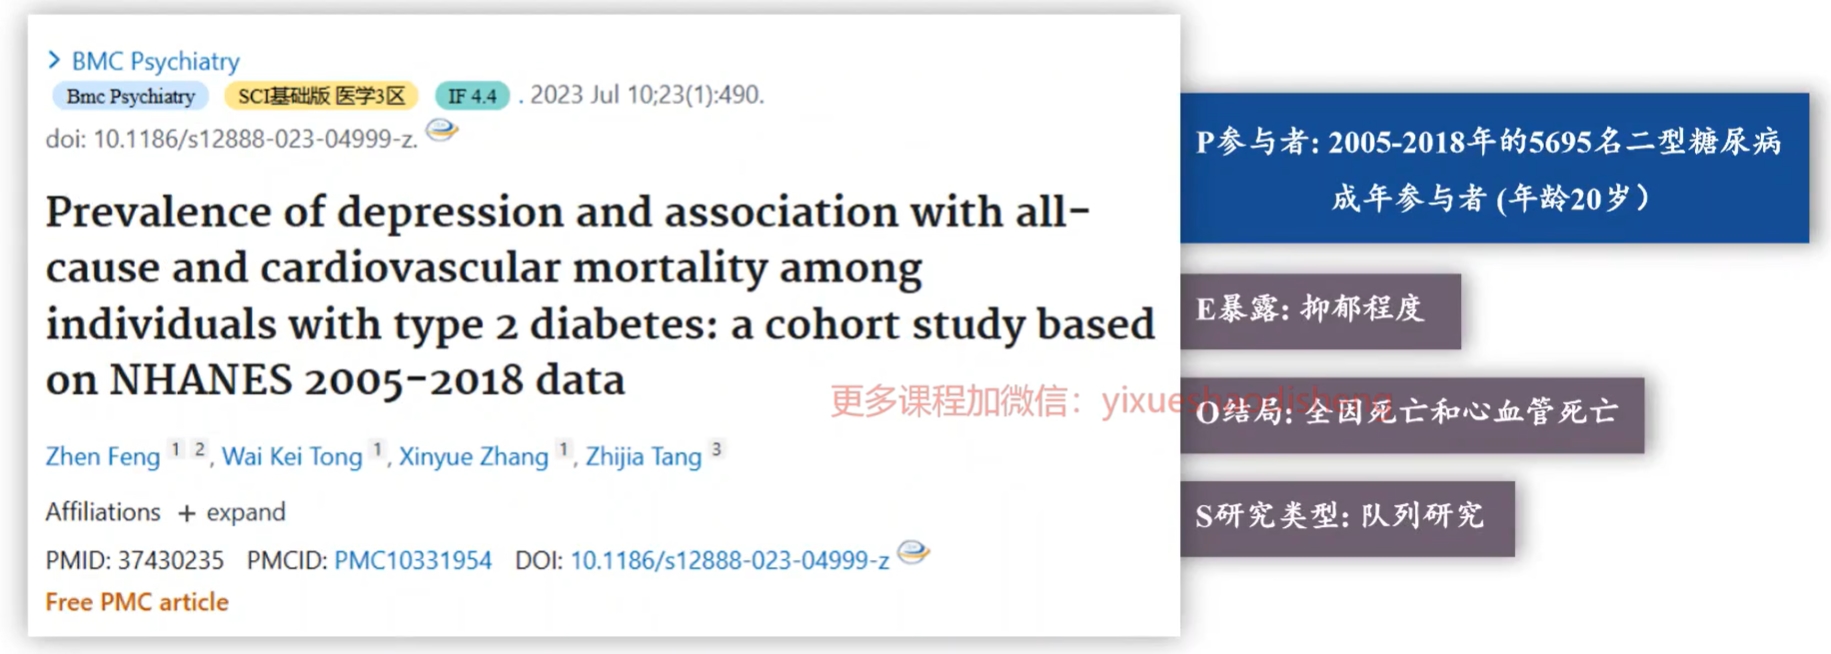 > BMC Psychiatry
Bmc Psychiatry SCI基础版 医学3区 IF 4.4 . 2023 Jul 10;23(1):490.
doi: 10.1186/s12888-023-04999-z.
Prevalence of depression and association with all-
cause and cardiovascular mortality among
individuals with type 2 diabetes: a cohort study based
on NHANES 2005-2018 data
Zhen Feng 1 2, Wai Kei Tong 1, Xinyue Zhang 1, Zhijia Tang 3
Affiliations + expand
PMID: 37430235 PMCID: PMC10331954 DOI: 10.1186/s12888-023-04999-z
Free PMC article
P参与者: 2005-2018年的5695名二型糖尿病
成年参与者 (年龄20岁）
E暴露: 抑郁程度
O结局: 全因死亡和心血管死亡
S研究类型: 队列研究
更多课程加微信：yixueshaodisheng